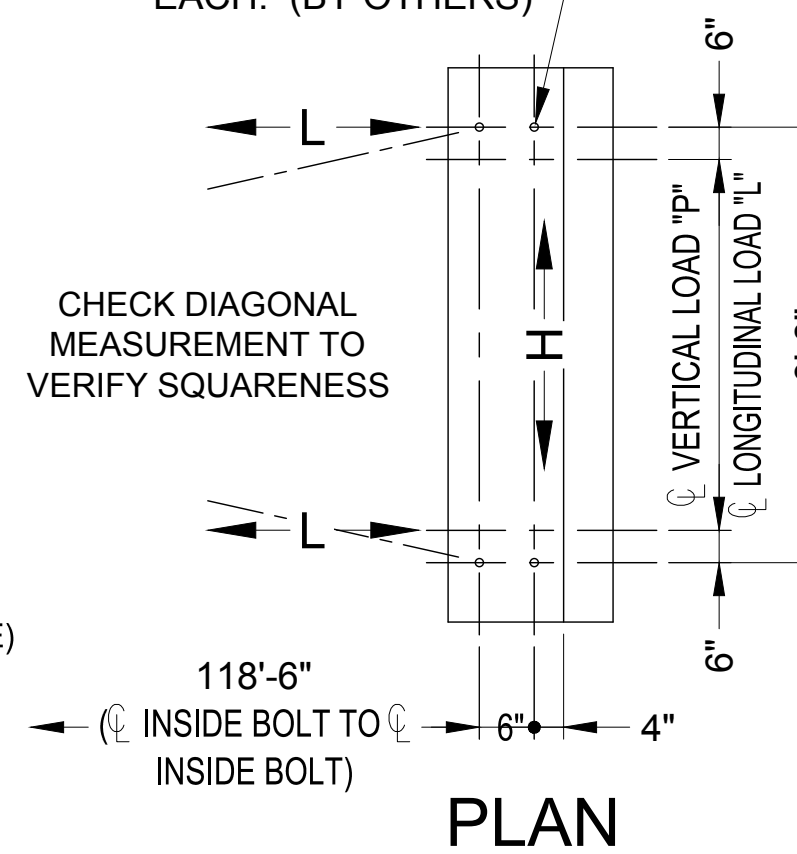 EACH. (BY OTHERS)
6"
L
CHECK DIAGONAL
MEASUREMENT TO
VERIFY SQUARENESS
H
℄ VERTICAL LOAD "P"
℄ LONGITUDINAL LOAD "L"
L
6"
118'-6"
(℄ INSIDE BOLT TO ℄
INSIDE BOLT)
6"
4"
PLAN